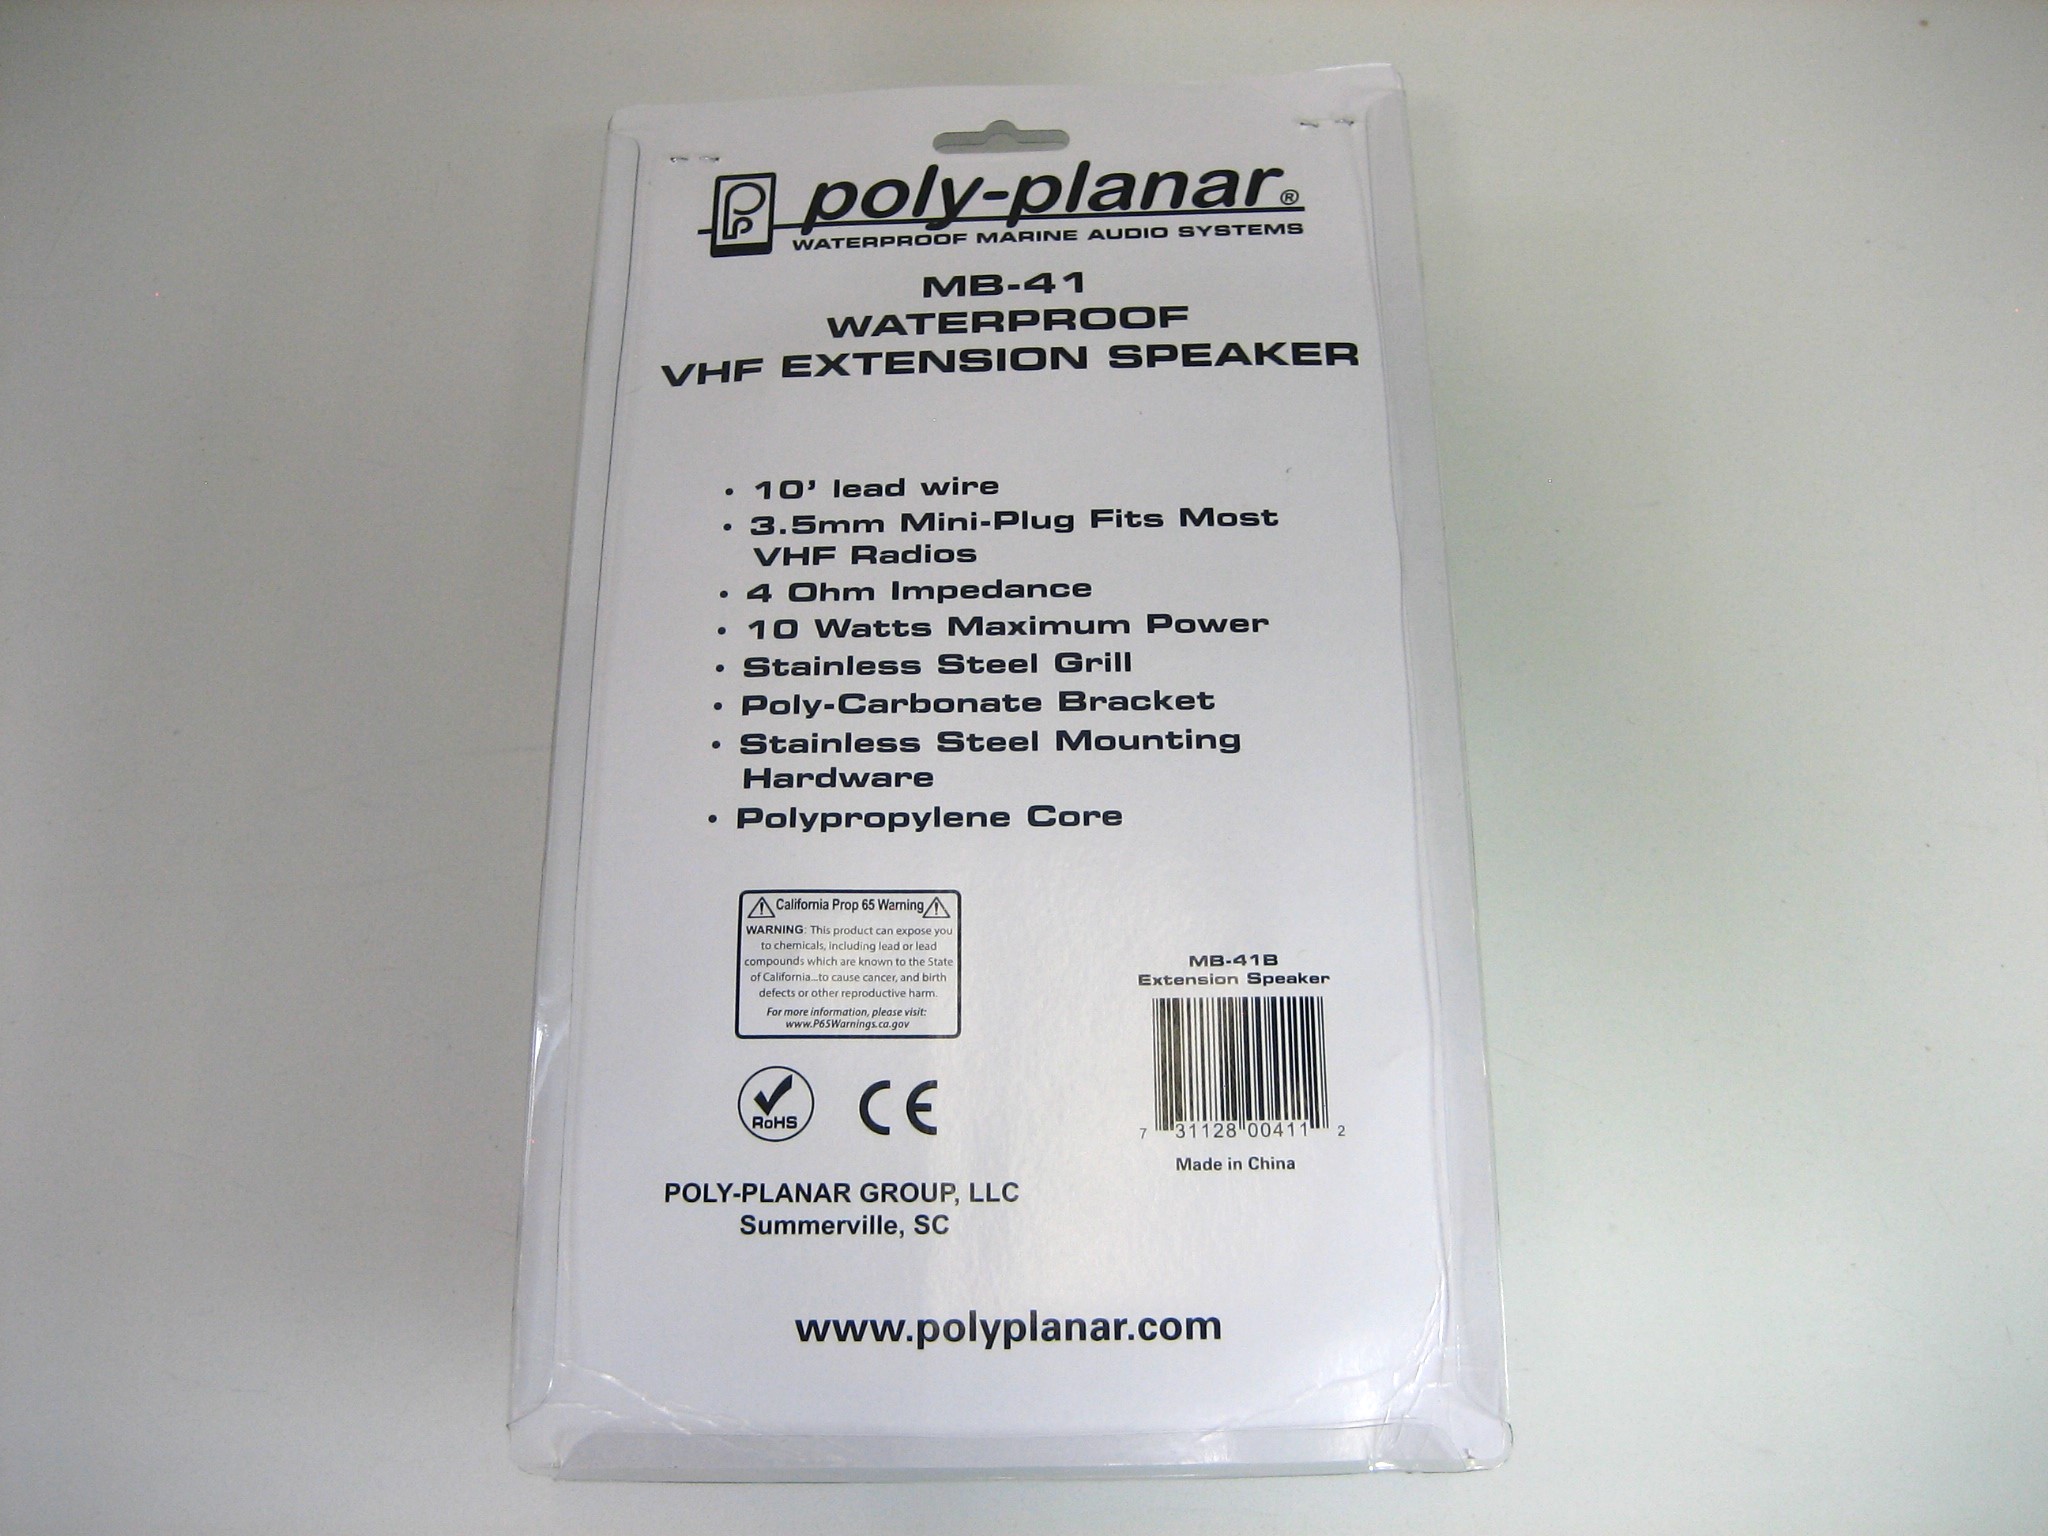 poly-planar®
WATERPROOF MARINE AUDIO SYSTEMS
MB-41
WATERPROOF
VHF EXTENSION SPEAKER
• 10' lead wire
• 3.5mm Mini-Plug Fits Most
VHF Radios
• 4 Ohm Impedance
• 10 Watts Maximum Power
• Stainless Steel Grill
• Poly-Carbonate Bracket
• Stainless Steel Mounting
Hardware
• Polypropylene Core
California Prop 65 Warning
WARNING: This product can expose you
to chemicals, including lead or lead
compounds which are known to the State
of California...to cause cancer, and birth
defects or other reproductive harm.
For more information, please visit:
www.P65Warnings.ca.gov
RoHS
CE
MB-41B
Extension Speaker
7 31128 00411 2
Made in China
POLY-PLANAR GROUP, LLC
Summerville, SC
www.polyplanar.com